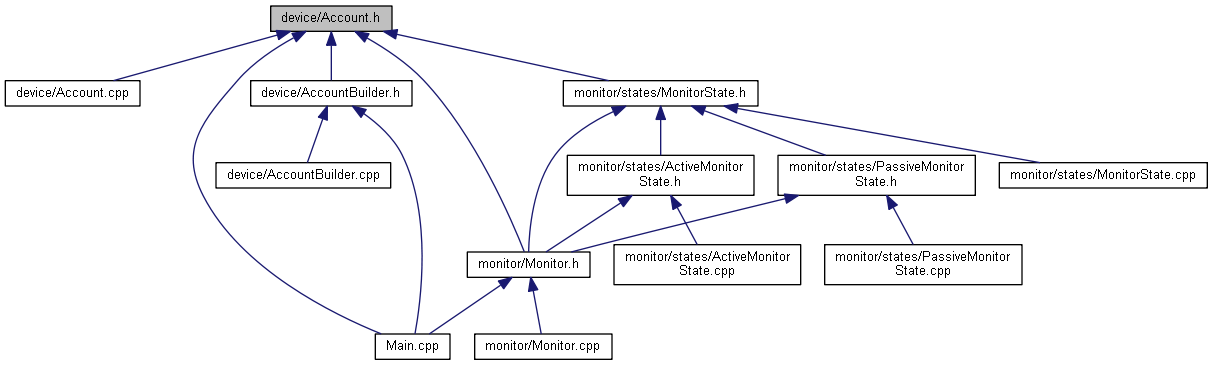 device/Account.h
device/Account.cpp
device/AccountBuilder.h
monitor/states/MonitorState.h
device/AccountBuilder.cpp
monitor/states/ActiveMonitor
State.h
monitor/states/PassiveMonitor
State.h
monitor/states/MonitorState.cpp
monitor/Monitor.h
monitor/states/ActiveMonitor
State.cpp
monitor/states/PassiveMonitor
State.cpp
Main.cpp
monitor/Monitor.cpp